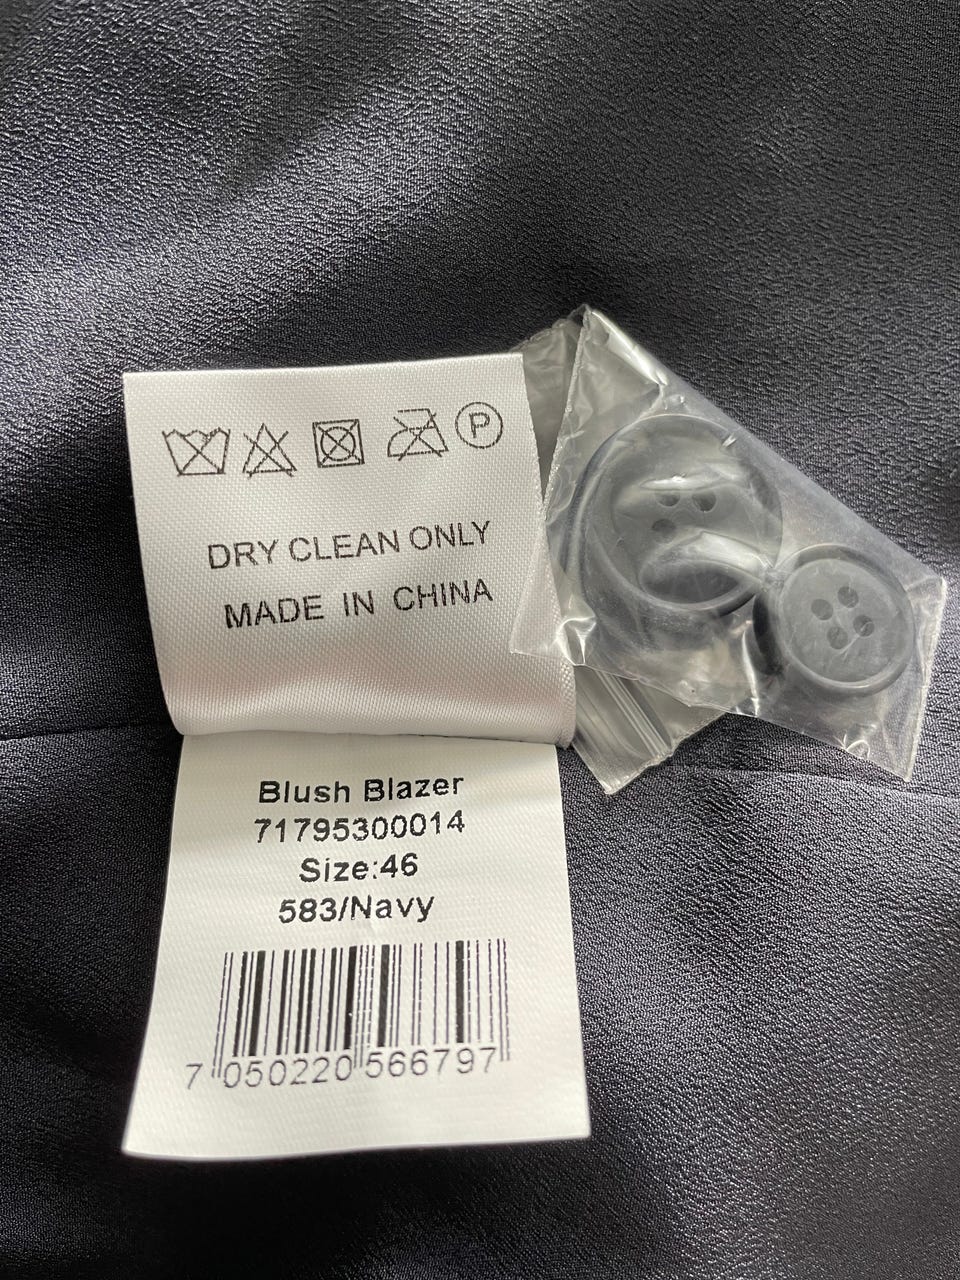 P
DRY CLEAN ONLY
MADE IN CHINA
Blush Blazer
71795300014
Size:46
583/Navy
7 050220 566797